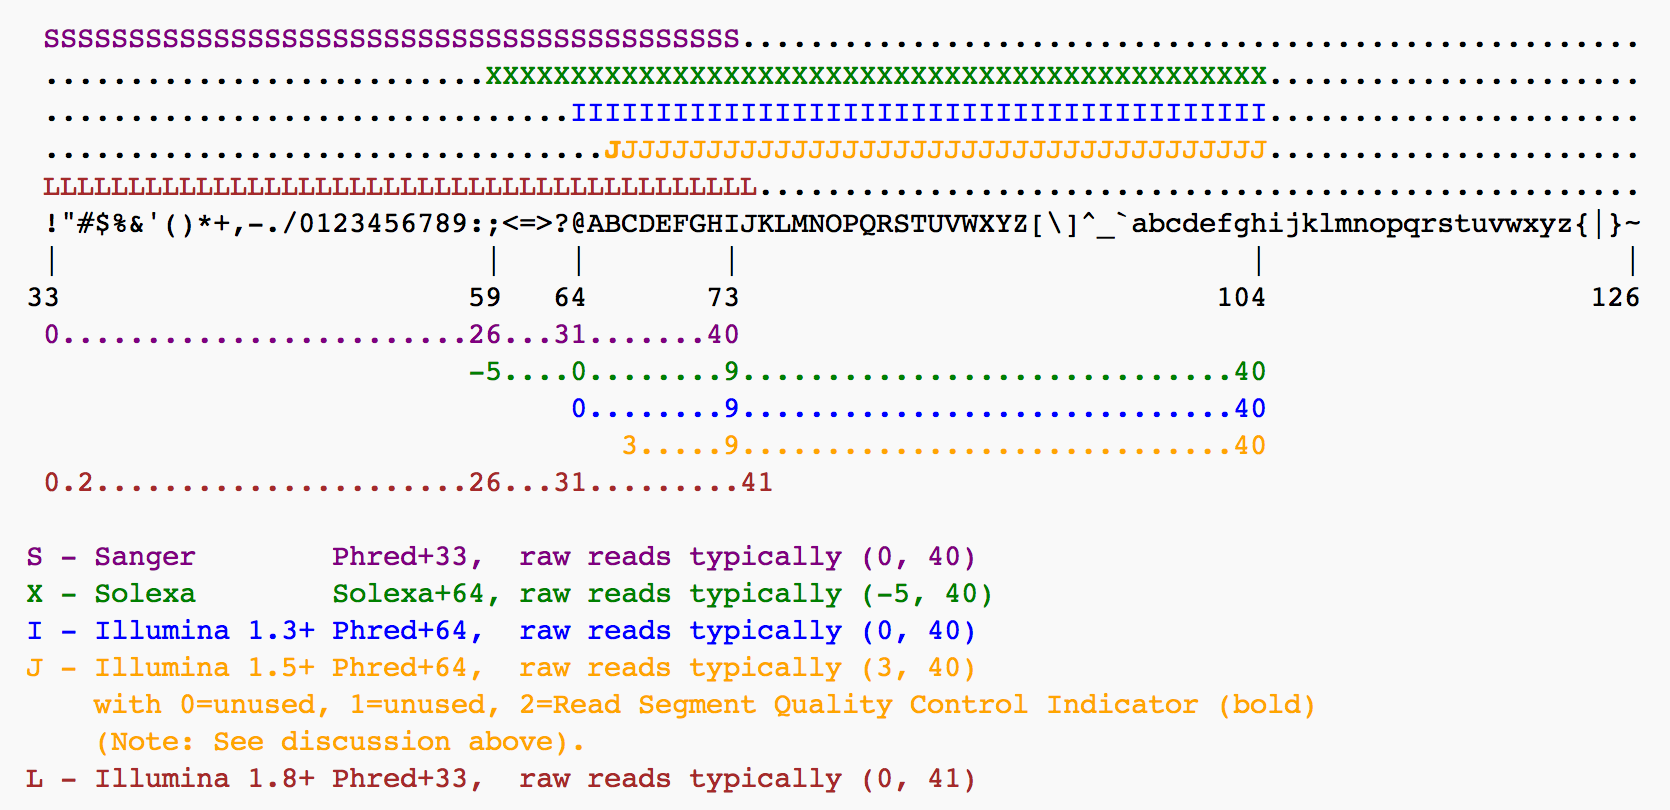 SSSSSSSSSSSSSSSSSSSSSSSSSSSSSSSSSSSSSSSSS.....................................................
..........................XXXXXXXXXXXXXXXXXXXXXXXXXXXXXXXXXXXXXXXXXXXXXX......................
...............................IIIIIIIIIIIIIIIIIIIIIIIIIIIIIIIIIIIIIIIII......................
.................................JJJJJJJJJJJJJJJJJJJJJJJJJJJJJJJJJJJJJJJ......................
LLLLLLLLLLLLLLLLLLLLLLLLLLLLLLLLLLLLLLLLLL....................................................
!"#$%&'()*+,-./0123456789:;<=>?@ABCDEFGHIJKLMNOPQRSTUVWXYZ[\]^_`abcdefghijklmnopqrstuvwxyz{|}~
| | | | | |
33 59 64 73 104 126
0........................26...31.......40
-5....0........9.............................40
0........9.............................40
3.....9.............................40
0.2......................26...31.........41
S - Sanger Phred+33, raw reads typically (0, 40)
X - Solexa Solexa+64, raw reads typically (-5, 40)
I - Illumina 1.3+ Phred+64, raw reads typically (0, 40)
J - Illumina 1.5+ Phred+64, raw reads typically (3, 40)
with 0=unused, 1=unused, 2=Read Segment Quality Control Indicator (bold)
(Note: See discussion above).
L - Illumina 1.8+ Phred+33, raw reads typically (0, 41)